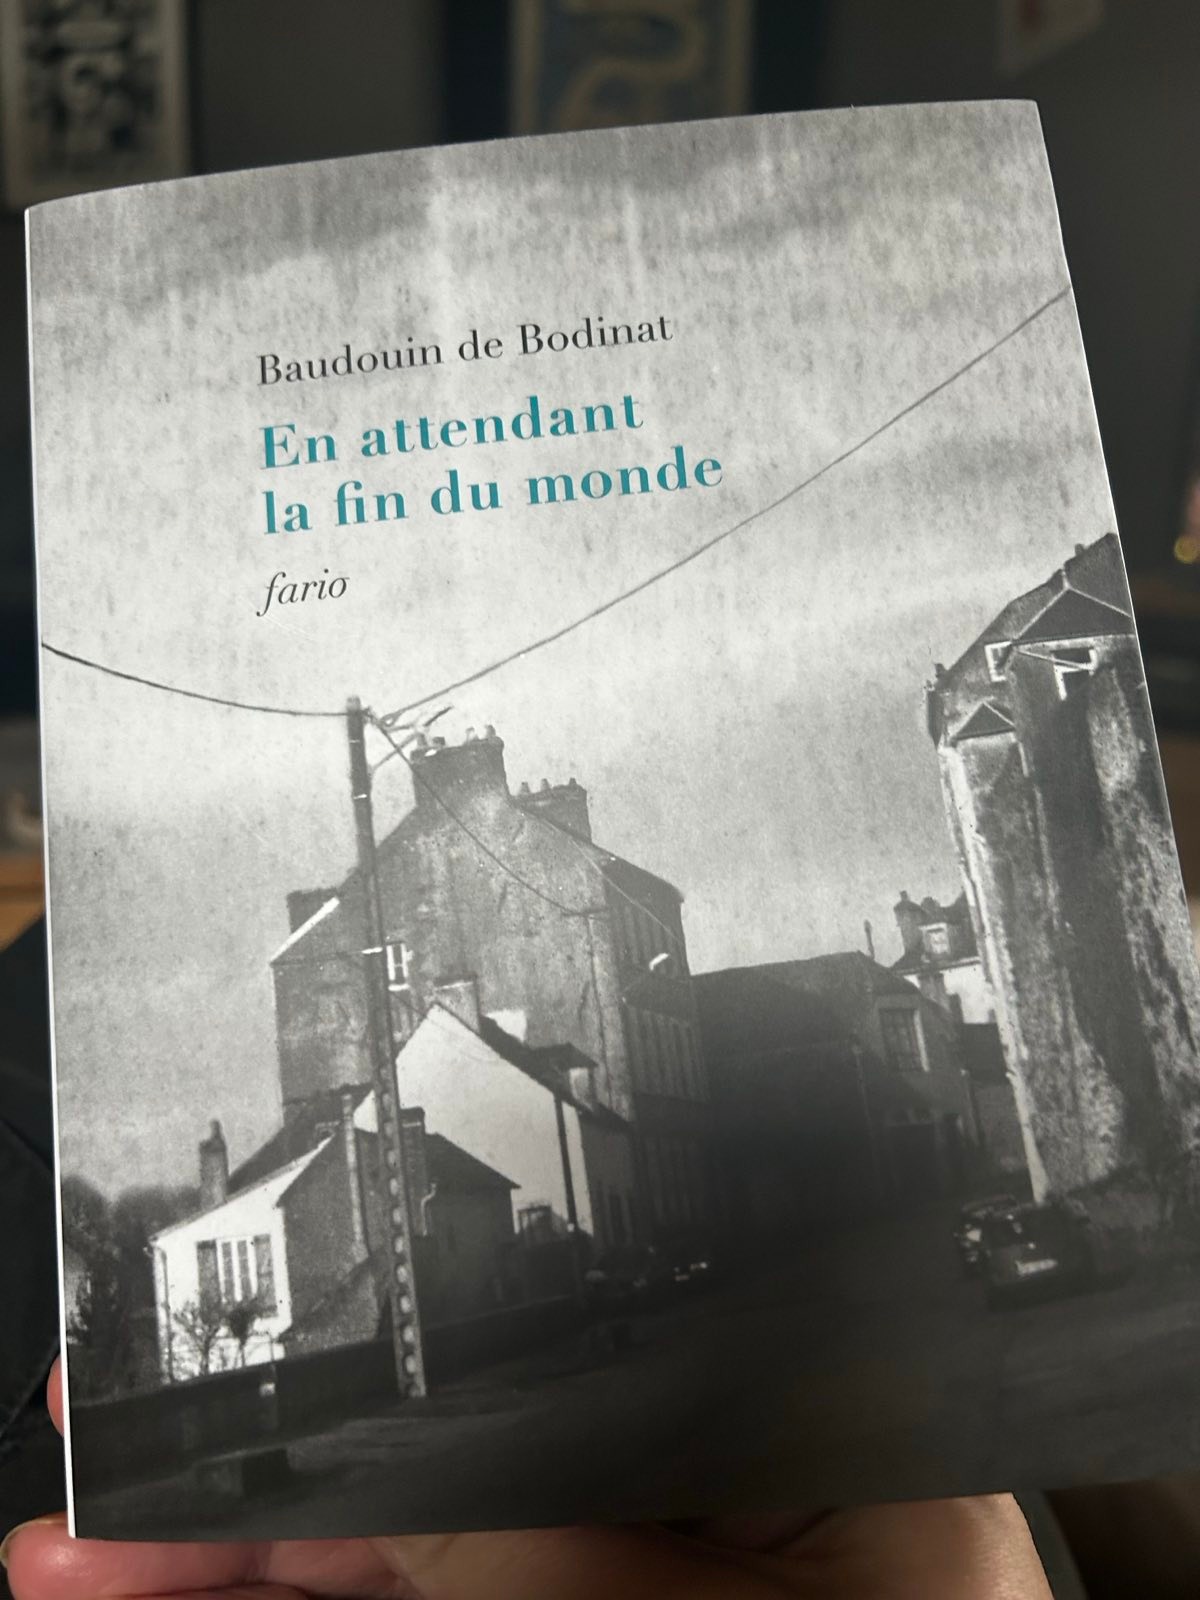 Baudouin de Bodinat
En attendant
la fin du monde
fario